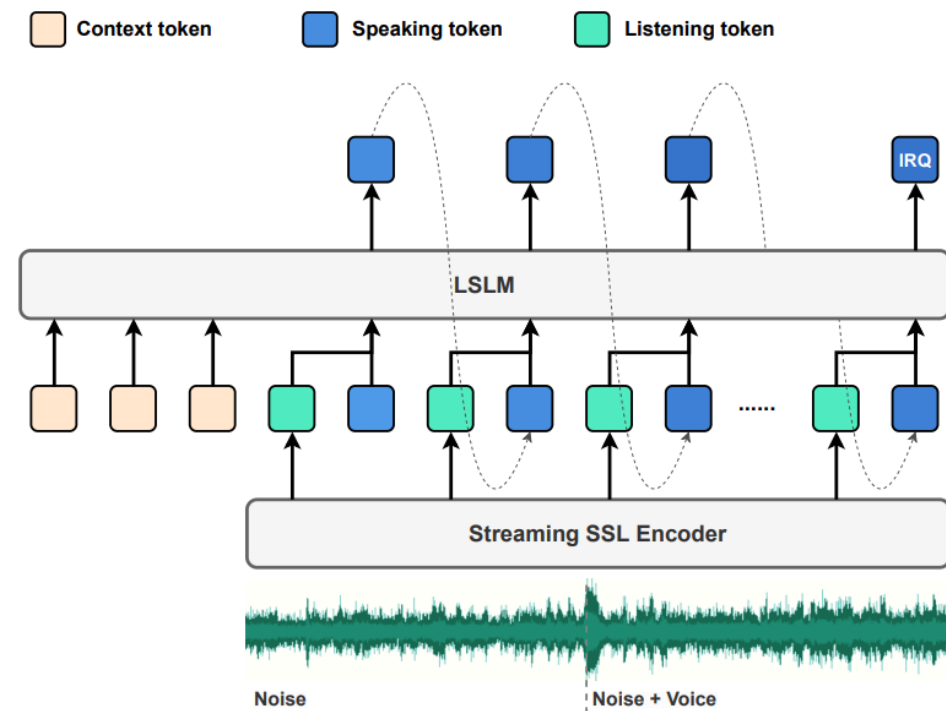 Context token
Speaking token
Listening token
IRQ
LSLM
......
Streaming SSL Encoder
Noise
Noise + Voice